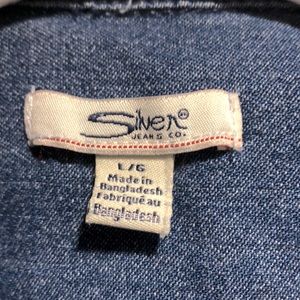 Silver
JEANS CO.
L/G
Made in
Bangladesh
Fabriqué au
Bangladesh